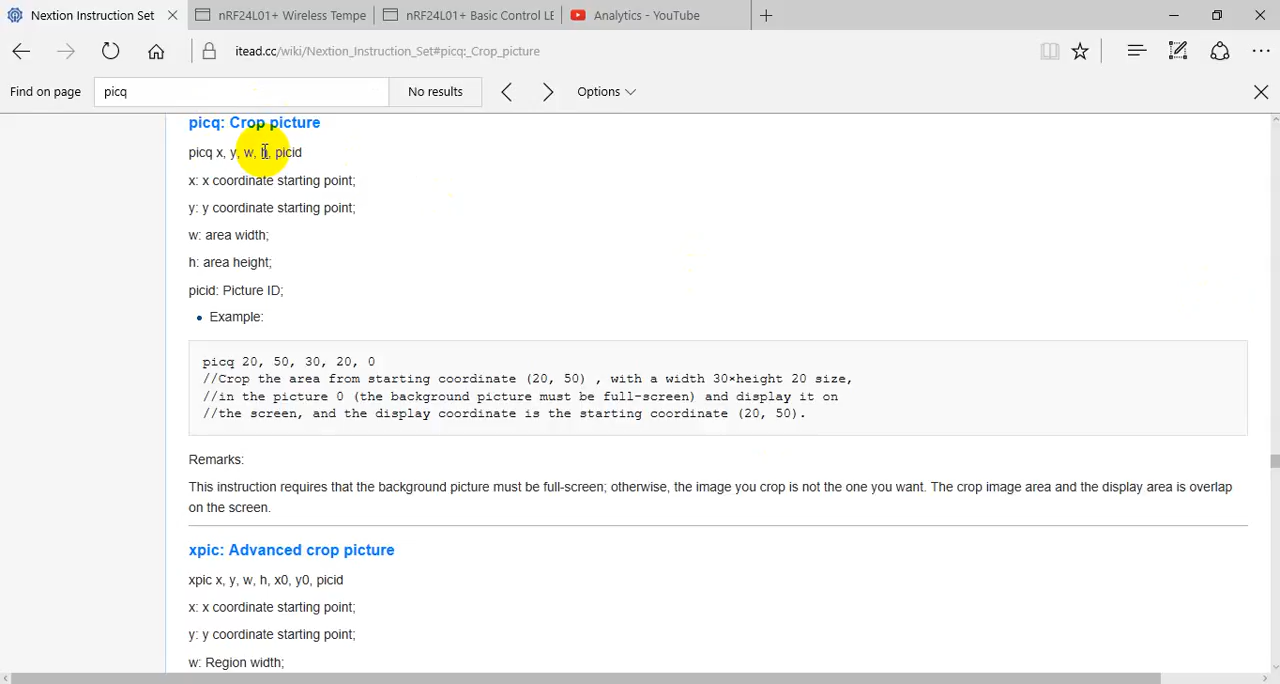 Nextion Instruction Set
nRF24L01+ Wireless Tempe
nRF24L01+ Basic Control LE
Analytics - YouTube
itead.cc/wiki/Nextion_Instruction_Set#picq:_Crop_picture
Find on page
picq
No results
Options
picq: Crop picture
picq x, y, w, h, picid
x: x coordinate starting point;
y: y coordinate starting point;
w: area width;
h: area height;
picid: Picture ID;
Example:
picq 20, 50, 30, 20, 0
//Crop the area from starting coordinate (20, 50) , with a width 30×height 20 size,
//in the picture 0 (the background picture must be full-screen) and display it on
//the screen, and the display coordinate is the starting coordinate (20, 50).
Remarks:
This instruction requires that the background picture must be full-screen; otherwise, the image you crop is not the one you want. The crop image area and the display area is overlap
on the screen.
xpic: Advanced crop picture
xpic x, y, w, h, x0, y0, picid
x: x coordinate starting point;
y: y coordinate starting point;
w: Region width;